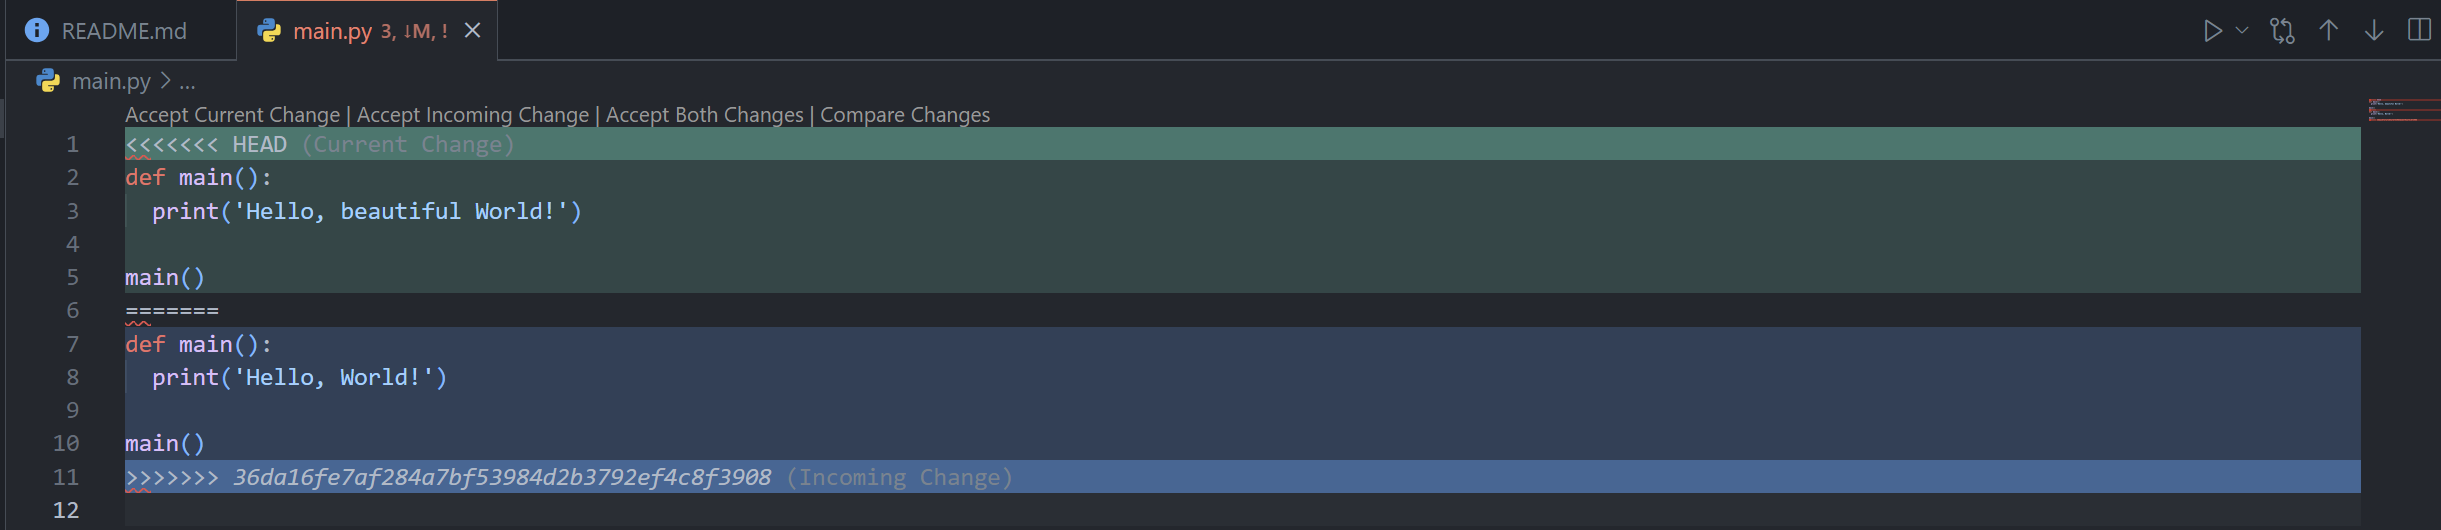 README.md
main.py 3, ↓M, !
main.py > ...
Accept Current Change | Accept Incoming Change | Accept Both Changes | Compare Changes
1 <<<<<<< HEAD (Current Change)
2 def main():
3   print('Hello, beautiful World!')
4
5 main()
6 =======
7 def main():
8   print('Hello, World!')
9
10 main()
11 >>>>>>> 36da16fe7af284a7bf53984d2b3792ef4c8f3908 (Incoming Change)
12